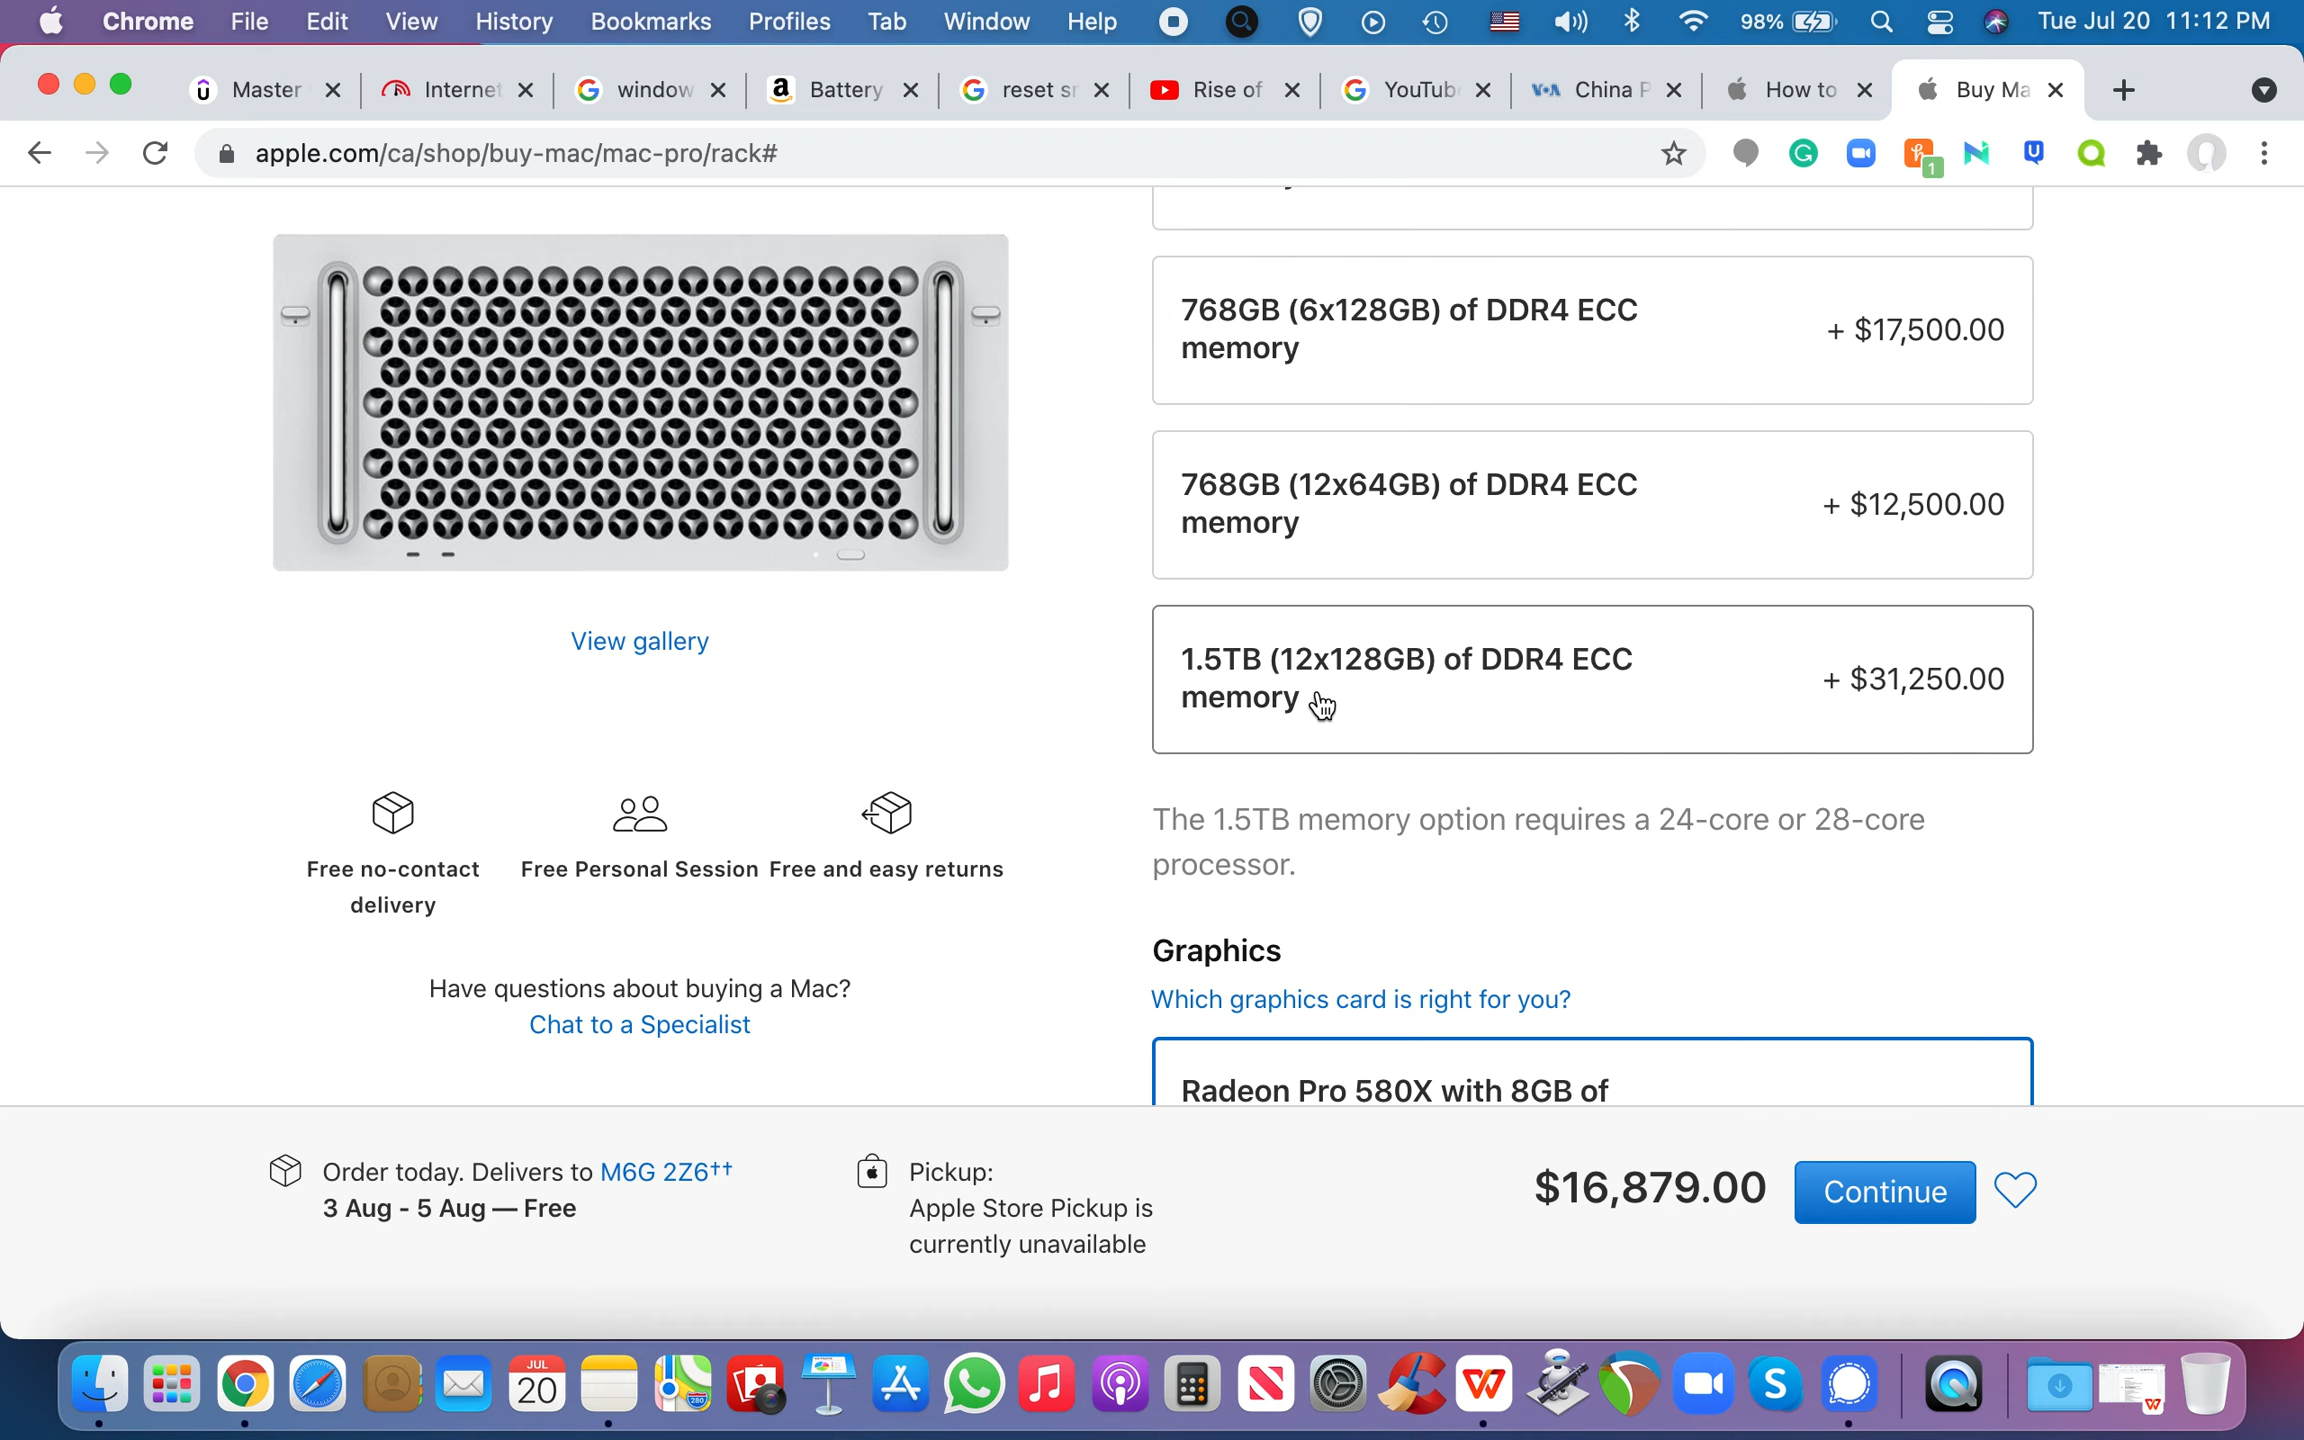 Chrome File Edit View History Bookmarks Profiles Tab Window Help 98% Tue Jul 20 11:12 PM
Master Internet window Battery reset sm Rise of YouTub China P How to Buy Ma
apple.com/ca/shop/buy-mac/mac-pro/rack#
1
768GB (6x128GB) of DDR4 ECC
memory
+ $17,500.00
768GB (12x64GB) of DDR4 ECC
memory
+ $12,500.00
1.5TB (12x128GB) of DDR4 ECC
memory
+ $31,250.00
The 1.5TB memory option requires a 24-core or 28-core
processor.
Graphics
Which graphics card is right for you?
Radeon Pro 580X with 8GB of
View gallery
Free no-contact
delivery
Free Personal Session
Free and easy returns
Have questions about buying a Mac?
Chat to a Specialist
Order today. Delivers to M6G 2Z6††
3 Aug - 5 Aug — Free
Pickup:
Apple Store Pickup is
currently unavailable
$16,879.00
Continue
JUL
20
280